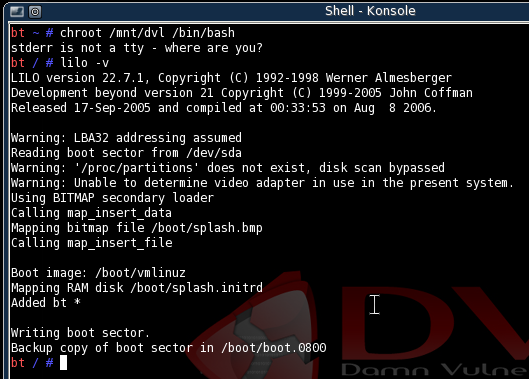 Shell - Konsole
bt ~ # chroot /mnt/dvl /bin/bash
stderr is not a tty - where are you?
bt / # lilo -v
LILO version 22.7.1, Copyright (C) 1992-1998 Werner Almesberger
Development beyond version 21 Copyright (C) 1999-2005 John Coffman
Released 17-Sep-2005 and compiled at 00:33:53 on Aug  8 2006.
Warning: LBA32 addressing assumed
Reading boot sector from /dev/sda
Warning: '/proc/partitions' does not exist, disk scan bypassed
Warning: Unable to determine video adapter in use in the present system.
Using BITMAP secondary loader
Calling map_insert_data
Mapping bitmap file /boot/splash.bmp
Calling map_insert_file
Boot image: /boot/vmlinuz
Mapping RAM disk /boot/splash.initrd
Added bt *
Writing boot sector.
Backup copy of boot sector in /boot/boot.0800
bt / #
DV
Damn Vulne